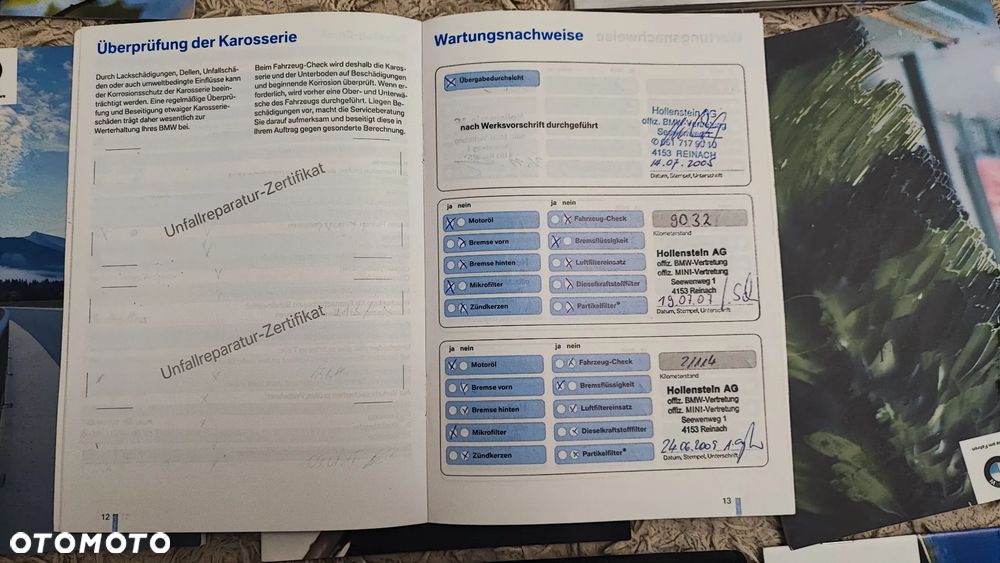 Überprüfung der Karosserie
Durch Lackschädigungen, Dellen, Unfallschä-
den oder auch umweltbedingte Einflüsse kann
der Korrosionsschutz der Karosserie beein-
trächtigt werden. Eine regelmäßige Überprü-
fung und Beseitigung etwaiger Karosserie-
schäden trägt daher wesentlich zur
Werterhaltung Ihres BMW bei.
Beim Fahrzeug-Check wird deshalb die Karos-
serie und der Unterboden auf Beschädigungen
und beginnende Korrosion überprüft. Wenn er-
forderlich, wird vorher eine Ober- und Unterwä-
sche des Fahrzeugs durchgeführt. Liegen Be-
schädigungen vor, macht die Serviceberatung
Sie darauf aufmerksam und beseitigt diese in
Ihrem Auftrag gegen gesonderte Berechnung.
Unfallreparatur-Zertifikat
Unfallreparatur-Zertifikat
12
Wartungsnachweise
Übergabedurchsicht
nach Werksvorschrift durchgeführt
Hollenstein AG
offiz. BMW-
061 717 90 10
4153 REINACH
14.07.2005
Datum, Stempel, Unterschrift
ja nein
Motoröl
Bremse vorn
Bremse hinten
Mikrofilter
Zündkerzen
ja nein
Fahrzeug-Check
Bremsflüssigkeit
Luftfiltereinsatz
Dieselkraftstofffilter
Partikelfilter*
9032
Kilometerstand
Hollenstein AG
offiz. BMW-Vertretung
offiz. MINI-Vertretung
Seewenweg 1
4153 Reinach
19.07.07
Datum, Stempel, Unterschrift
ja nein
Motoröl
Bremse vorn
Bremse hinten
Mikrofilter
Zündkerzen
ja nein
Fahrzeug-Check
Bremsflüssigkeit
Luftfiltereinsatz
Dieselkraftstofffilter
Partikelfilter*
21114
Kilometerstand
Hollenstein AG
offiz. BMW-Vertretung
offiz. MINI-Vertretung
Seewenweg 1
4153 Reinach
24.06.2009
Datum, Stempel, Unterschrift
13
OTOMOTO